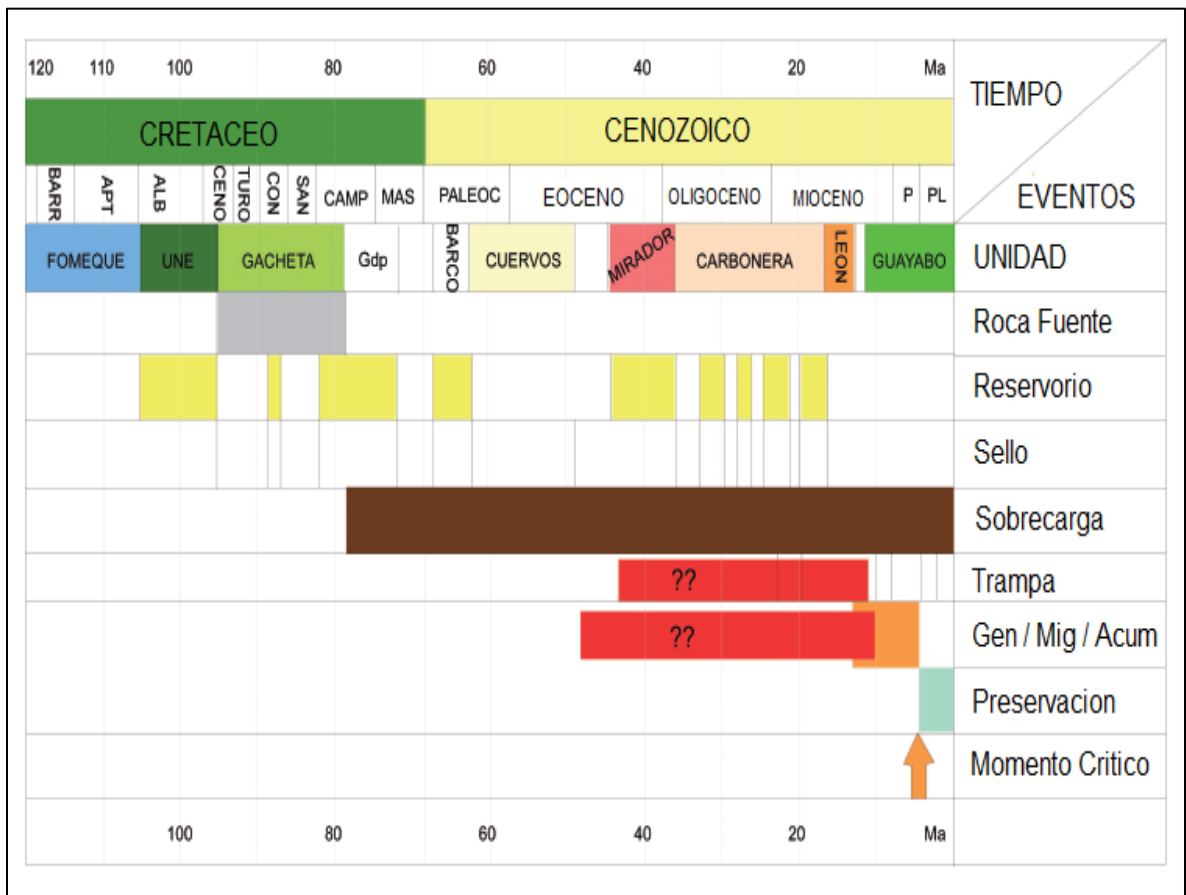 120 110 100 80 60 40 20 Ma
TIEMPO
CRETACEO CENOZOICO
BARR APT ALB CENO TURO CON SAN CAMP MAS PALEOC EOCENO OLIGOCENO MIOCENO P PL
EVENTOS
FOMEQUE UNE GACHETA Gdp BARCO CUERVOS MIRADOR CARBONERA LEON GUAYABO UNIDAD
Roca Fuente
Reservorio
Sello
Sobrecarga
?? Trampa
?? Gen / Mig / Acum
Preservacion
Momento Critico
100 80 60 40 20 Ma